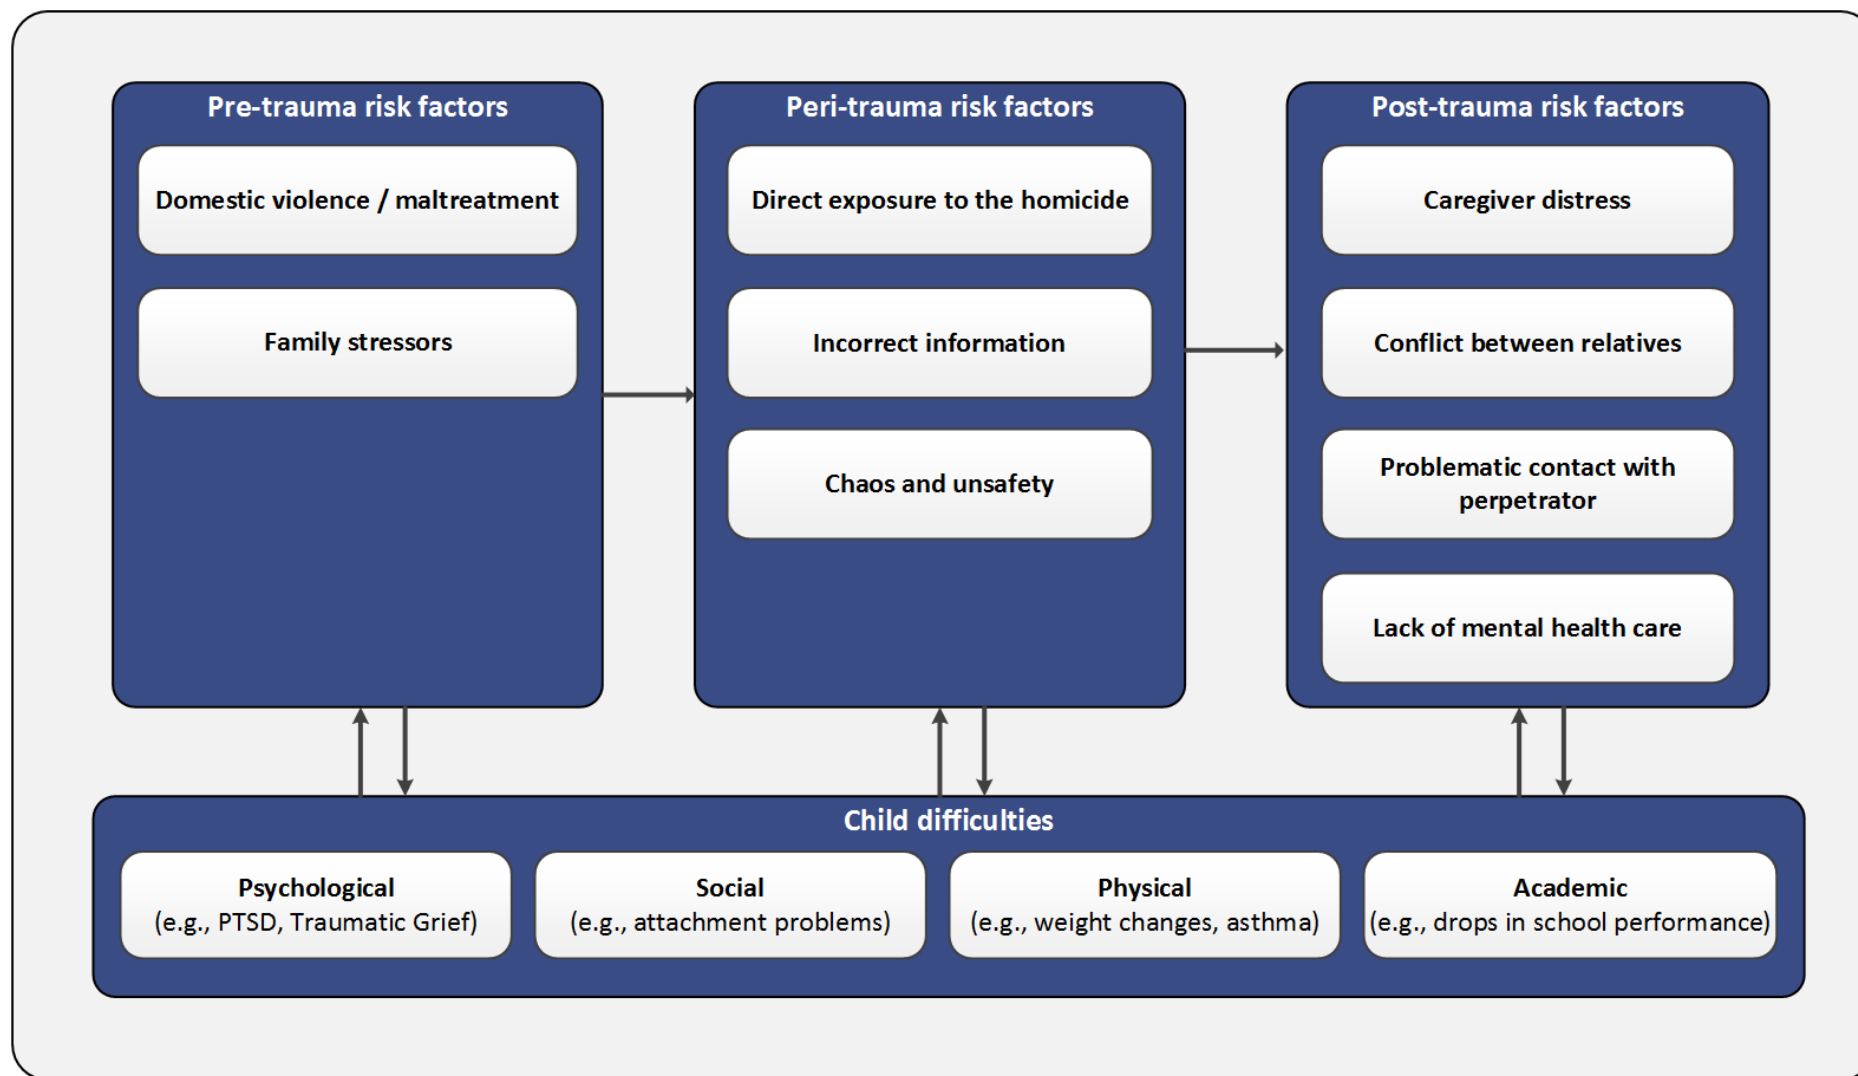 Pre-trauma risk factors
Domestic violence / maltreatment
Family stressors
Peri-trauma risk factors
Direct exposure to the homicide
Incorrect information
Chaos and unsafety
Post-trauma risk factors
Caregiver distress
Conflict between relatives
Problematic contact with
perpetrator
Lack of mental health care
Child difficulties
Psychological
(e.g., PTSD, Traumatic Grief)
Social
(e.g., attachment problems)
Physical
(e.g., weight changes, asthma)
Academic
(e.g., drops in school performance)